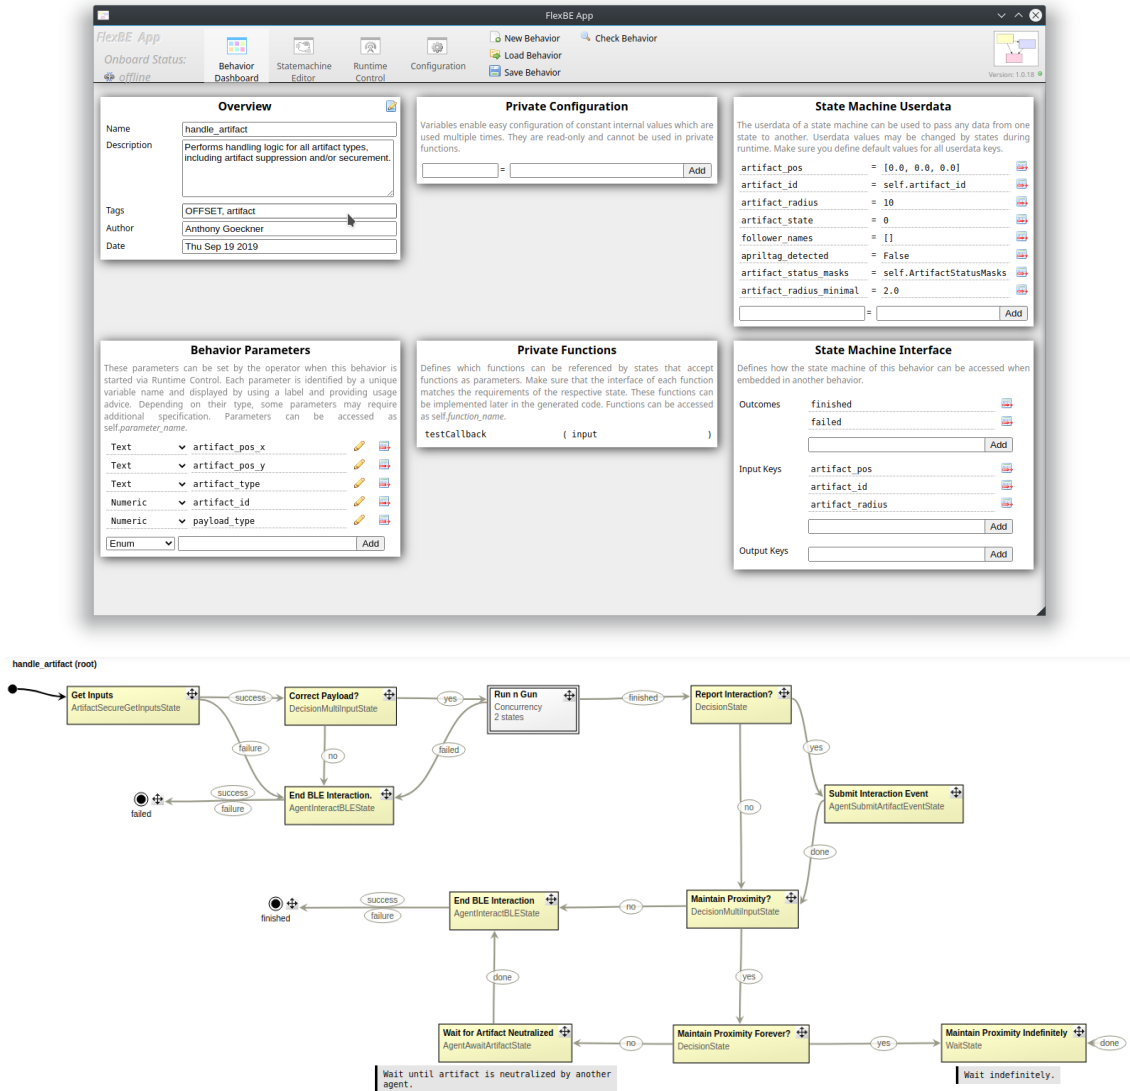 FlexBE App
FlexBE App
Onboard Status:
offline
Behavior
Dashboard
Statemachine
Editor
Runtime
Control
Configuration
New Behavior
Load Behavior
Save Behavior
Check Behavior
Version: 1.0.18
Overview
Name
handle_artifact
Description
Performs handling logic for all artifact types,
including artifact suppression and/or securement.
Tags
OFFSET, artifact
Author
Anthony Goeckner
Date
Thu Sep 19 2019
Private Configuration
Variables enable easy configuration of constant internal values which are
used multiple times. They are read-only and cannot be used in private
functions.
= Add
State Machine Userdata
The userdata of a state machine can be used to pass any data from one
state to another. Userdata values may be changed by states during
runtime. Make sure you define default values for all userdata keys.
artifact_pos = [0.0, 0.0, 0.0]
artifact_id = self.artifact_id
artifact_radius = 10
artifact_state = 0
follower_names = []
apriltag_detected = False
artifact_status_masks = self.ArtifactStatusMasks
artifact_radius_minimal = 2.0
= Add
Behavior Parameters
These parameters can be set by the operator when this behavior is
started via Runtime Control. Each parameter is identified by a unique
variable name and displayed by using a label and providing usage
advice. Depending on their type, some parameters may require
additional specification. Parameters can be accessed as
self.parameter_name.
Text artifact_pos_x
Text artifact_pos_y
Text artifact_type
Numeric artifact_id
Numeric payload_type
Enum Add
Private Functions
Defines which functions can be referenced by states that accept
functions as parameters. Make sure that the interface of each function
matches the requirements of the respective state. These functions can
be implemented later in the generated code. Functions can be accessed
as self.function_name.
testCallback ( input )
State Machine Interface
Defines how the state machine of this behavior can be accessed when
embedded in another behavior.
Outcomes
finished
failed
Add
Input Keys
artifact_pos
artifact_id
artifact_radius
Add
Output Keys
Add
handle_artifact (root)
Get Inputs
ArtifactSecureGetInputsState
success
Correct Payload?
DecisionMultiInputState
yes
Run n Gun
Concurrency
2 states
finished
Report Interaction?
DecisionState
failure
no
failed
yes
success
failure
failed
End BLE Interaction.
AgentInteractBLEState
no
Submit Interaction Event
AgentSubmitArtifactEventState
done
finished
success
failure
End BLE Interaction
AgentInteractBLEState
no
Maintain Proximity?
DecisionMultiInputState
done
yes
Wait for Artifact Neutralized
AgentAwaitArtifactState
no
Maintain Proximity Forever?
DecisionState
yes
Maintain Proximity Indefinitely
WaitState
done
Wait until artifact is neutralized by another
agent.
Wait indefinitely.